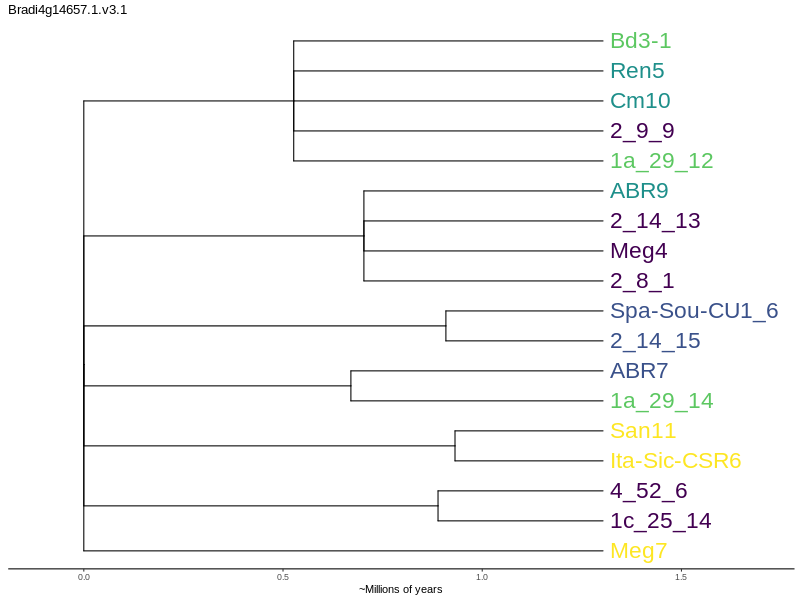 Bradi4g14657.1.v3.1
Bd3-1
Ren5
Cm10
2_9_9
1a_29_12
ABR9
2_14_13
Meg4
2_8_1
Spa-Sou-CU1_6
2_14_15
ABR7
1a_29_14
San11
Ita-Sic-CSR6
4_52_6
1c_25_14
Meg7
0.0 0.5 1.0 1.5
~Millions of years